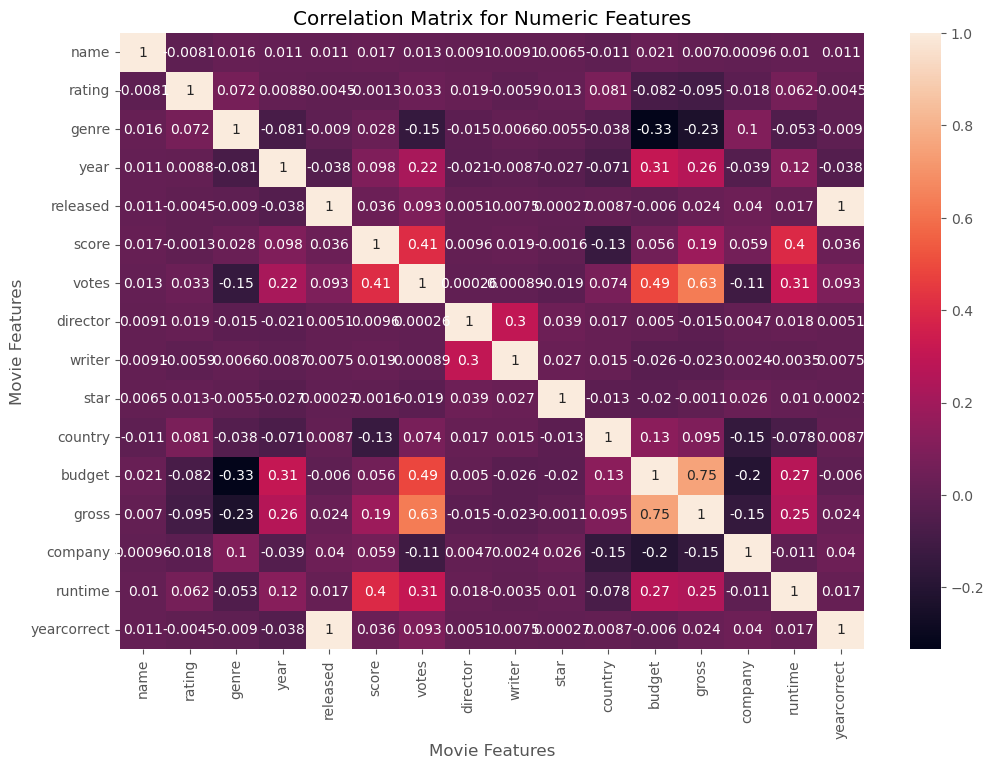 Correlation Matrix for Numeric Features
name 1 -0.0081 0.016 0.011 0.011 0.017 0.013 0.0091 0.0091 0.0065 -0.011 0.021 0.007 0.00096 0.01 0.011
rating -0.0081 1 0.072 0.0088 -0.0045 -0.0013 0.033 0.019 -0.0059 0.013 0.081 -0.082 -0.095 -0.018 0.062 -0.0045
genre 0.016 0.072 1 -0.081 -0.009 0.028 -0.15 -0.015 0.0066 -0.0055 -0.038 -0.33 -0.23 0.1 -0.053 -0.009
year 0.011 0.0088 -0.081 1 -0.038 0.098 0.22 -0.021 -0.0087 -0.027 -0.071 0.31 0.26 -0.039 0.12 -0.038
released 0.011 -0.0045 -0.009 -0.038 1 0.036 0.093 0.0051 0.0075 0.00027 0.0087 -0.006 0.024 0.04 0.017 1
score 0.017 -0.0013 0.028 0.098 0.036 1 0.41 0.0096 0.019 -0.0016 -0.13 0.056 0.19 0.059 0.4 0.036
votes 0.013 0.033 -0.15 0.22 0.093 0.41 1 0.00026 0.00089 -0.019 0.074 0.49 0.63 -0.11 0.31 0.093
director 0.0091 0.019 -0.015 -0.021 0.0051 0.0096 0.00026 1 0.3 0.039 0.017 0.005 -0.015 0.0047 0.018 0.0051
writer 0.0091 -0.0059 0.0066 -0.0087 0.0075 0.019 0.00089 0.3 1 0.027 0.015 -0.026 -0.023 0.0024 -0.0035 0.0075
star 0.0065 0.013 -0.0055 -0.027 0.00027 -0.0016 -0.019 0.039 0.027 1 -0.013 -0.02 -0.0011 0.026 0.01 0.00027
country -0.011 0.081 -0.038 -0.071 0.0087 -0.13 0.074 0.017 0.015 -0.013 1 0.13 0.095 -0.15 -0.078 0.0087
budget 0.021 -0.082 -0.33 0.31 -0.006 0.056 0.49 0.005 -0.026 -0.02 0.13 1 0.75 -0.2 0.27 -0.006
gross 0.007 -0.095 -0.23 0.26 0.024 0.19 0.63 -0.015 -0.023 -0.0011 0.095 0.75 1 -0.15 0.25 0.024
company 0.00096 -0.018 0.1 -0.039 0.04 0.059 -0.11 0.0047 0.0024 0.026 -0.15 -0.2 -0.15 1 -0.011 0.04
runtime 0.01 0.062 -0.053 0.12 0.017 0.4 0.31 0.018 -0.0035 0.01 -0.078 0.27 0.25 -0.011 1 0.017
yearcorrect 0.011 -0.0045 -0.009 -0.038 1 0.036 0.093 0.0051 0.0075 0.00027 0.0087 -0.006 0.024 0.04 0.017 1
name rating genre year released score votes director writer star country budget gross company runtime yearcorrect
Movie Features
Movie Features
1.0
0.8
0.6
0.4
0.2
0.0
−0.2